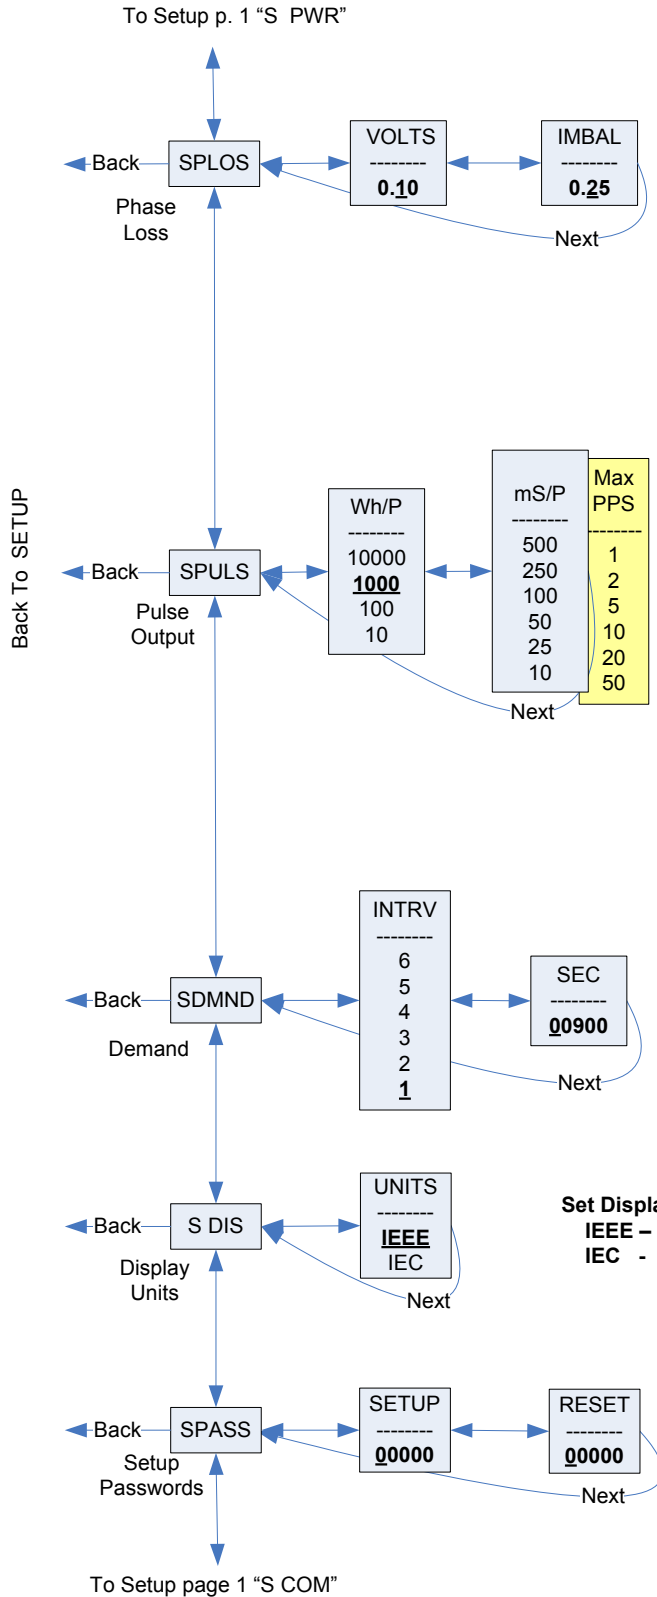 To Setup p. 1 “S PWR”
Back
SPLOS
Phase
Loss
VOLTS
--------
0.10
IMBAL
--------
0.25
Next
Back To SETUP
Back
SPULS
Pulse
Output
Wh/P
--------
10000
1000
100
10
mS/P
--------
500
250
100
50
25
10
Max
PPS
--------
1
2
5
10
20
50
Next
Back
SDMND
Demand
INTRV
--------
6
5
4
3
2
1
SEC
--------
00900
Next
Back
S DIS
Display
Units
UNITS
--------
IEEE
IEC
Next
Set Displa
IEEE –
IEC -
Back
SPASS
Setup
Passwords
SETUP
--------
00000
RESET
--------
00000
Next
To Setup page 1 “S COM”